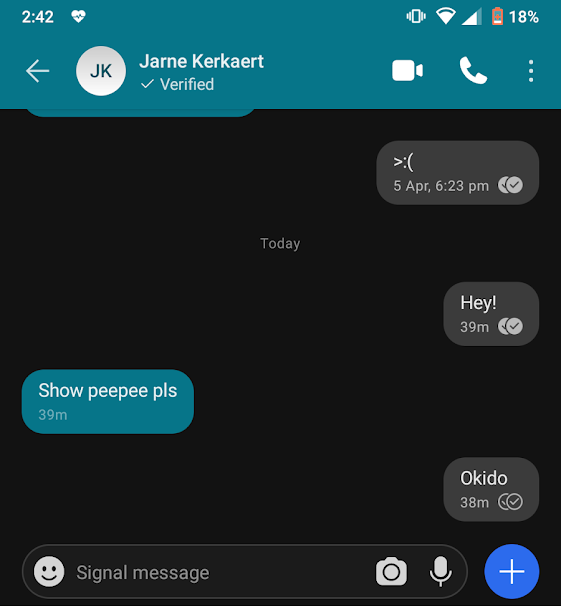 2:42
18%
JK
Jarne Kerkaert
Verified
>:(
5 Apr, 6:23 pm
Today
Hey!
39m
Show peepee pls
39m
Okido
38m
Signal message